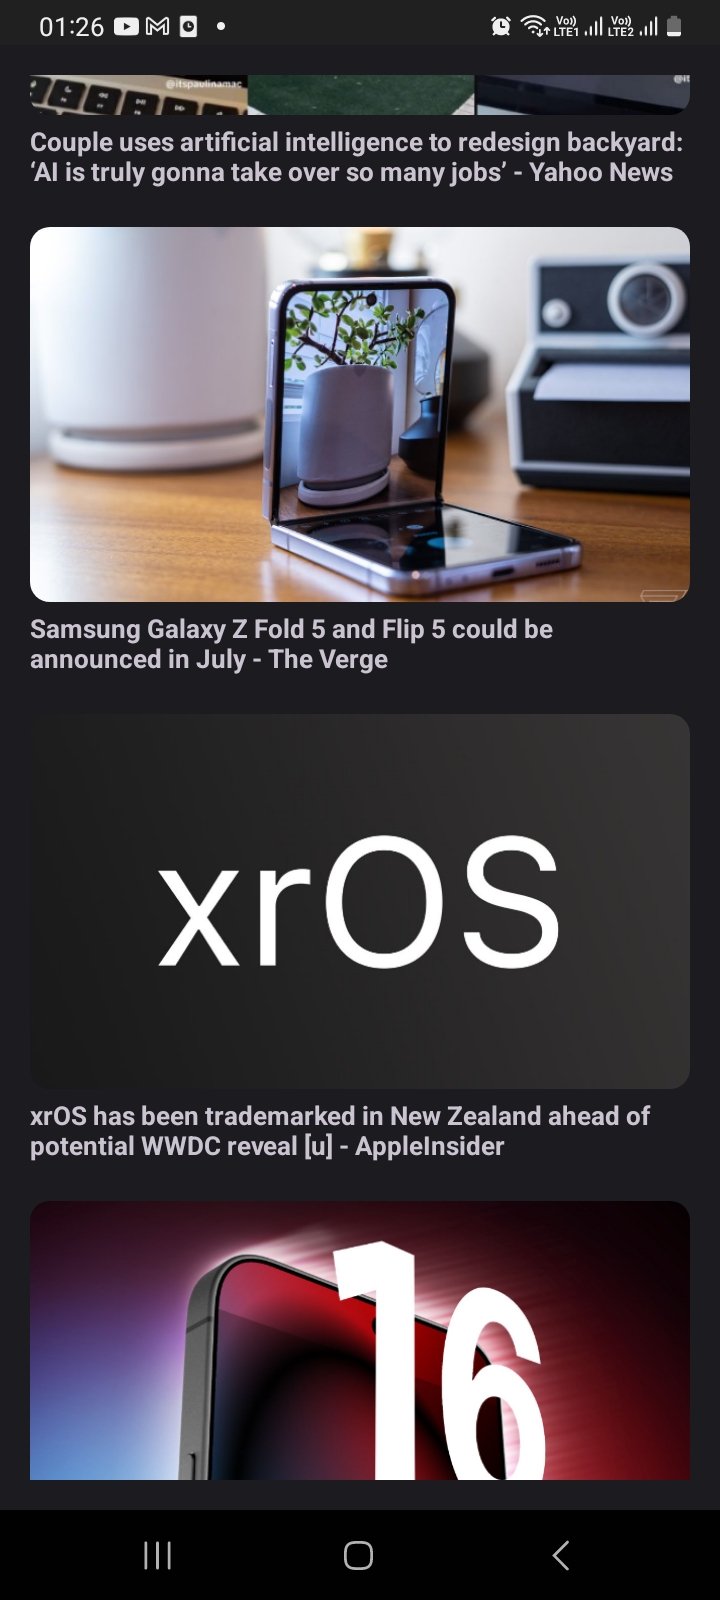 01:26
Vo)) LTE1 Vo)) LTE2
@itspaulinamac
@it
Couple uses artificial intelligence to redesign backyard:
‘AI is truly gonna take over so many jobs’ - Yahoo News
Samsung Galaxy Z Fold 5 and Flip 5 could be
announced in July - The Verge
xrOS
xrOS has been trademarked in New Zealand ahead of
potential WWDC reveal [u] - AppleInsider
16